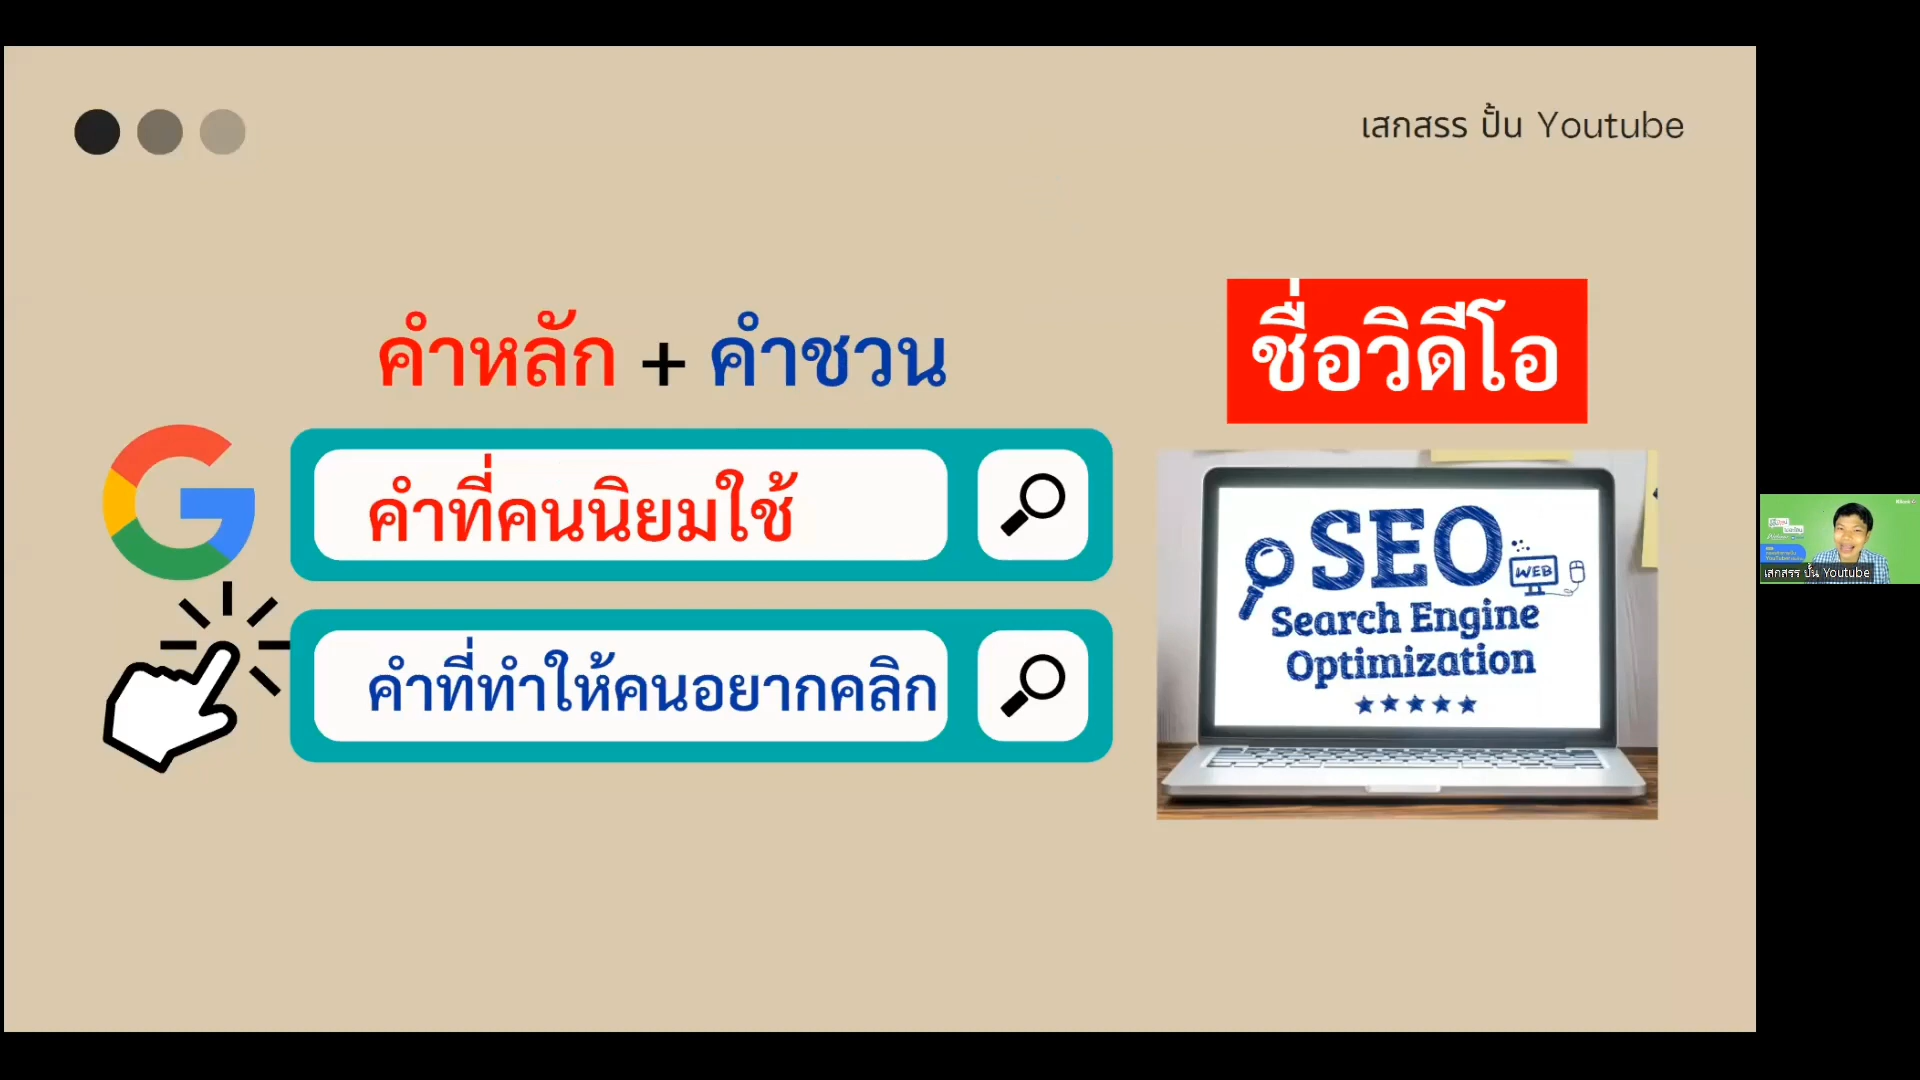 เสกสรร ปั้น Youtube
คำหลัก + คำชวน
ชื่อวิดีโอ
คำที่คนนิยมใช้
คำที่ทำให้คนอยากคลิก
SEO
WEB
Search Engine
Optimization
เสกสรร ปั้น Youtube